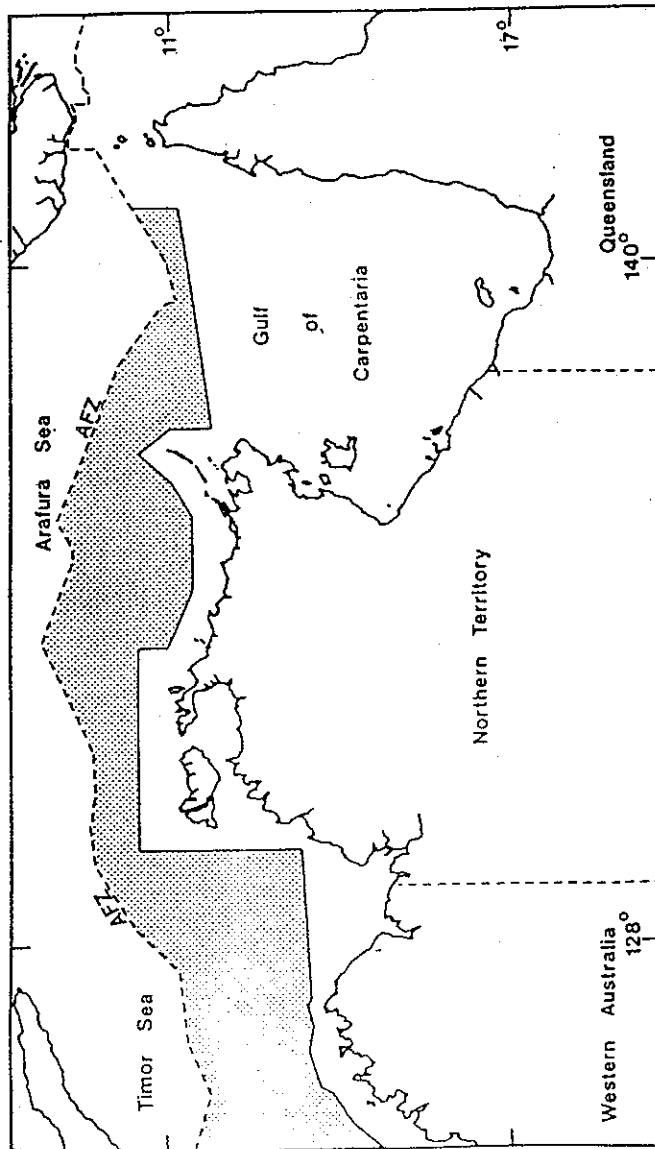 Timor Sea
Arafura Sea
AFZ
AFZ
11°
Gulf
of
Carpentaria
Northern Territory
17°
Western Australia
Queensland
128°
140°